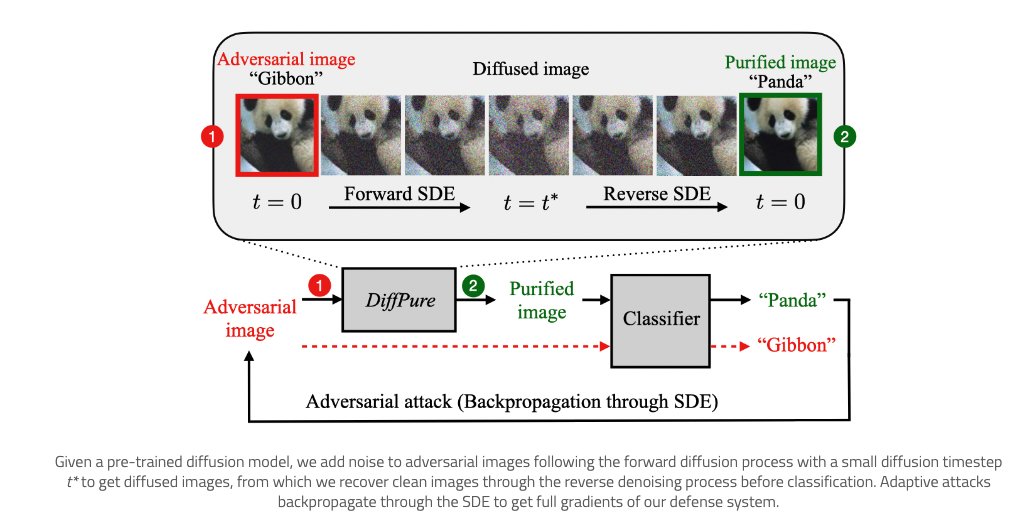 Adversarial image
“Gibbon”
Diffused image
Purified image
“Panda”
1
2
t = 0
Forward SDE
t = t*
Reverse SDE
t = 0
1
2
Adversarial
image
DiffPure
Purified
image
Classifier
“Panda”
“Gibbon”
Adversarial attack (Backpropagation through SDE)
Given a pre-trained diffusion model, we add noise to adversarial images following the forward diffusion process with a small diffusion timestep
t* to get diffused images, from which we recover clean images through the reverse denoising process before classification. Adaptive attacks
backpropagate through the SDE to get full gradients of our defense system.